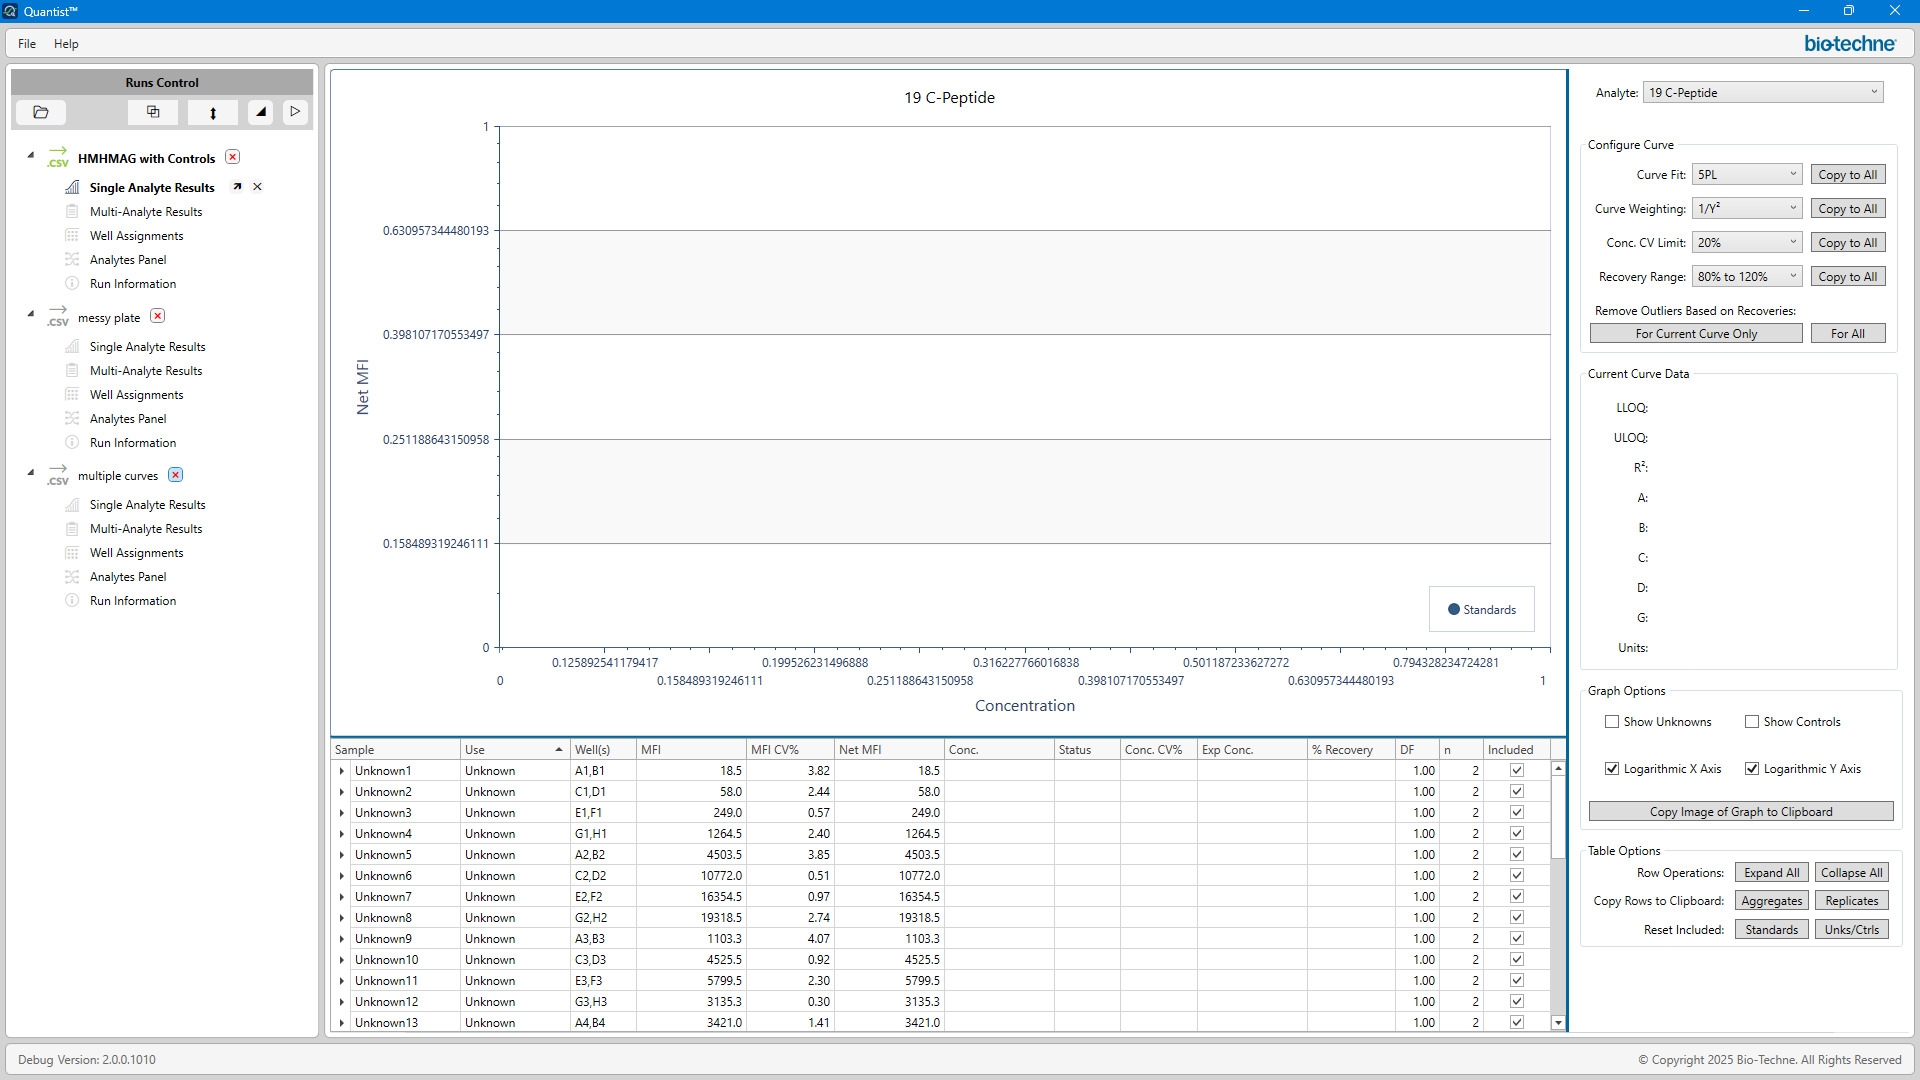 Quantist™
File Help
bio-techne
Runs Control
HMHMAG with Controls
Single Analyte Results
Multi-Analyte Results
Well Assignments
Analytes Panel
Run Information
messy plate
Single Analyte Results
Multi-Analyte Results
Well Assignments
Analytes Panel
Run Information
multiple curves
Single Analyte Results
Multi-Analyte Results
Well Assignments
Analytes Panel
Run Information
19 C-Peptide
1
0.630957344480193
0.398107170553497
0.251188643150958
0.158489319246111
0
Net MFI
Standards
0.125892541179417 0.199526231496888 0.316227766016838 0.501187233627272 0.794328234724281
0 0.158489319246111 0.251188643150958 0.398107170553497 0.630957344480193 1
Concentration
Sample Use Well(s) MFI MFI CV% Net MFI Conc. Status Conc. CV% Exp Conc. % Recovery DF n Included
Unknown1 Unknown A1,B1 18.5 3.82 18.5 1.00 2
Unknown2 Unknown C1,D1 58.0 2.44 58.0 1.00 2
Unknown3 Unknown E1,F1 249.0 0.57 249.0 1.00 2
Unknown4 Unknown G1,H1 1264.5 2.40 1264.5 1.00 2
Unknown5 Unknown A2,B2 4503.5 3.85 4503.5 1.00 2
Unknown6 Unknown C2,D2 10772.0 0.51 10772.0 1.00 2
Unknown7 Unknown E2,F2 16354.5 0.97 16354.5 1.00 2
Unknown8 Unknown G2,H2 19318.5 2.74 19318.5 1.00 2
Unknown9 Unknown A3,B3 1103.3 4.07 1103.3 1.00 2
Unknown10 Unknown C3,D3 4525.5 0.92 4525.5 1.00 2
Unknown11 Unknown E3,F3 5799.5 2.30 5799.5 1.00 2
Unknown12 Unknown G3,H3 3135.3 0.30 3135.3 1.00 2
Unknown13 Unknown A4,B4 3421.0 1.41 3421.0 1.00 2
Analyte: 19 C-Peptide
Configure Curve
Curve Fit: 5PL Copy to All
Curve Weighting: 1/Y² Copy to All
Conc. CV Limit: 20% Copy to All
Recovery Range: 80% to 120% Copy to All
Remove Outliers Based on Recoveries:
For Current Curve Only For All
Current Curve Data
LLOQ:
ULOQ:
R²:
A:
B:
C:
D:
G:
Units:
Graph Options
Show Unknowns Show Controls
Logarithmic X Axis Logarithmic Y Axis
Copy Image of Graph to Clipboard
Table Options
Row Operations: Expand All Collapse All
Copy Rows to Clipboard: Aggregates Replicates
Reset Included: Standards Unks/Ctrls
Debug Version: 2.0.0.1010
© Copyright 2025 Bio-Techne. All Rights Reserved